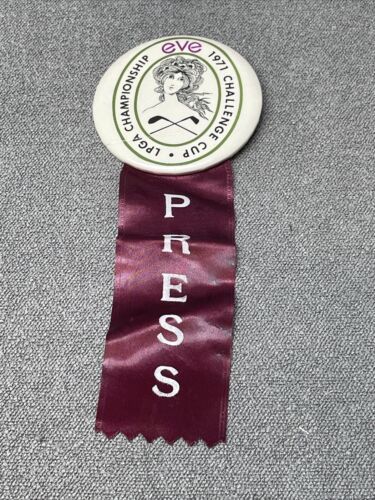 eve
1971 CHALLENGE CUP • LPGA CHAMPIONSHIP
PRESS